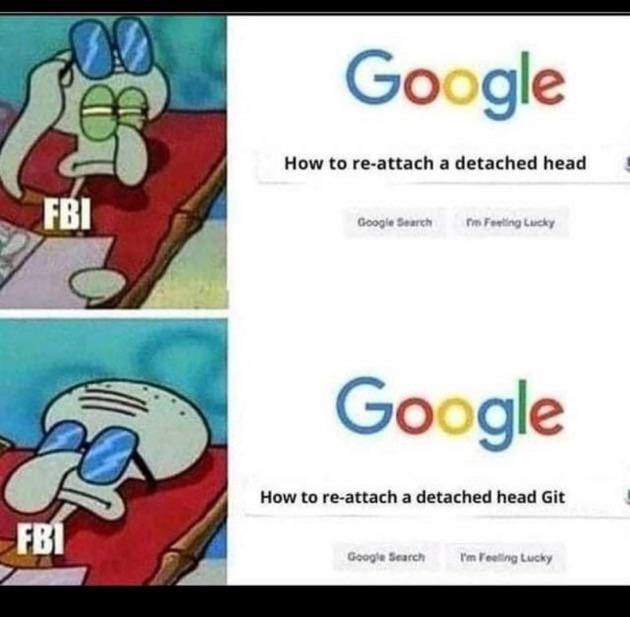 Google
How to re-attach a detached head
Google Search I'm Feeling Lucky
FBI
Google
How to re-attach a detached head Git
Google Search I'm Feeling Lucky
FBI